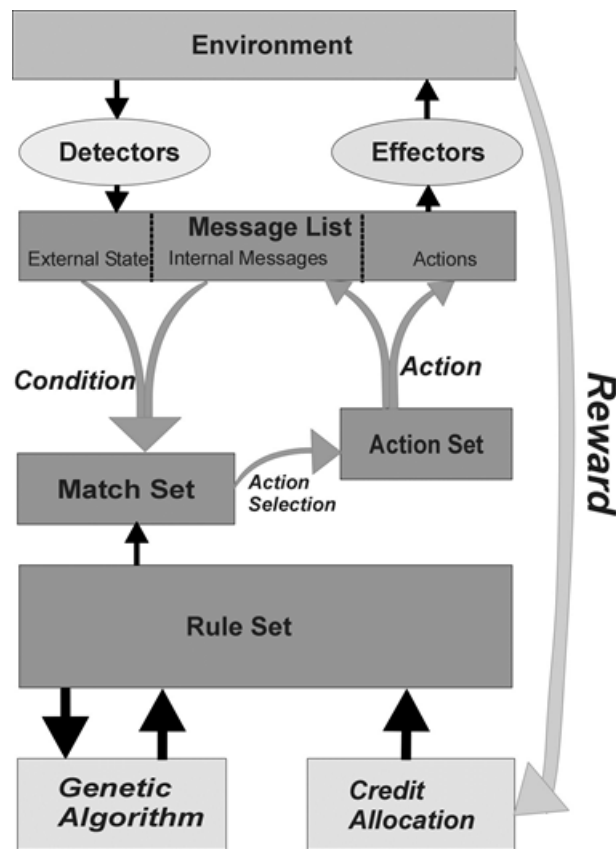 Environment
Detectors
Effectors
Message List
External State
Internal Messages
Actions
Condition
Action
Reward
Match Set
Action
Selection
Action Set
Rule Set
Genetic
Algorithm
Credit
Allocation